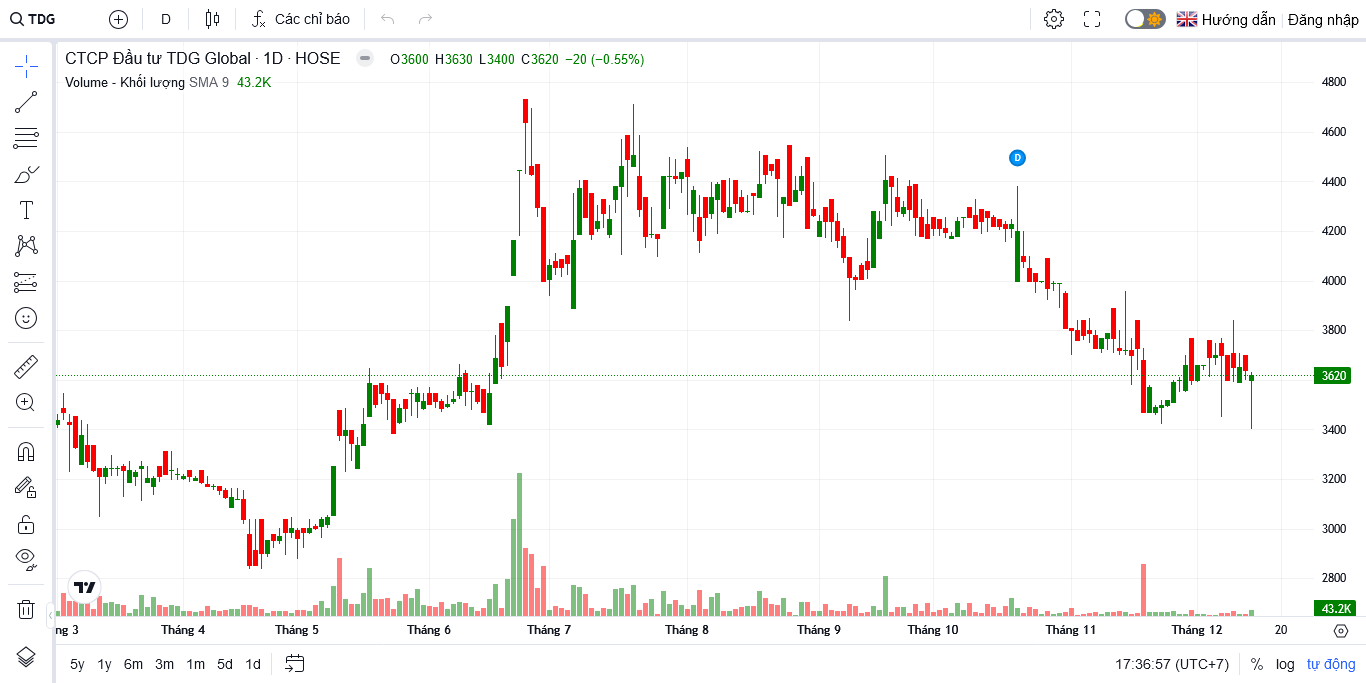 TDG D Các chỉ báo Hướng dẫn Đăng nhập
CTCP Đầu tư TDG Global · 1D · HOSE O3600 H3630 L3400 C3620 −20 (−0.55%)
Volume - Khối lượng SMA 9 43.2K
4800
4600
D
4400
4200
4000
3800
3620
3400
3200
3000
2800
43.2K
ng 3 Tháng 4 Tháng 5 Tháng 6 Tháng 7 Tháng 8 Tháng 9 Tháng 10 Tháng 11 Tháng 12 20
5y 1y 6m 3m 1m 5d 1d 17:36:57 (UTC+7) % log tự động